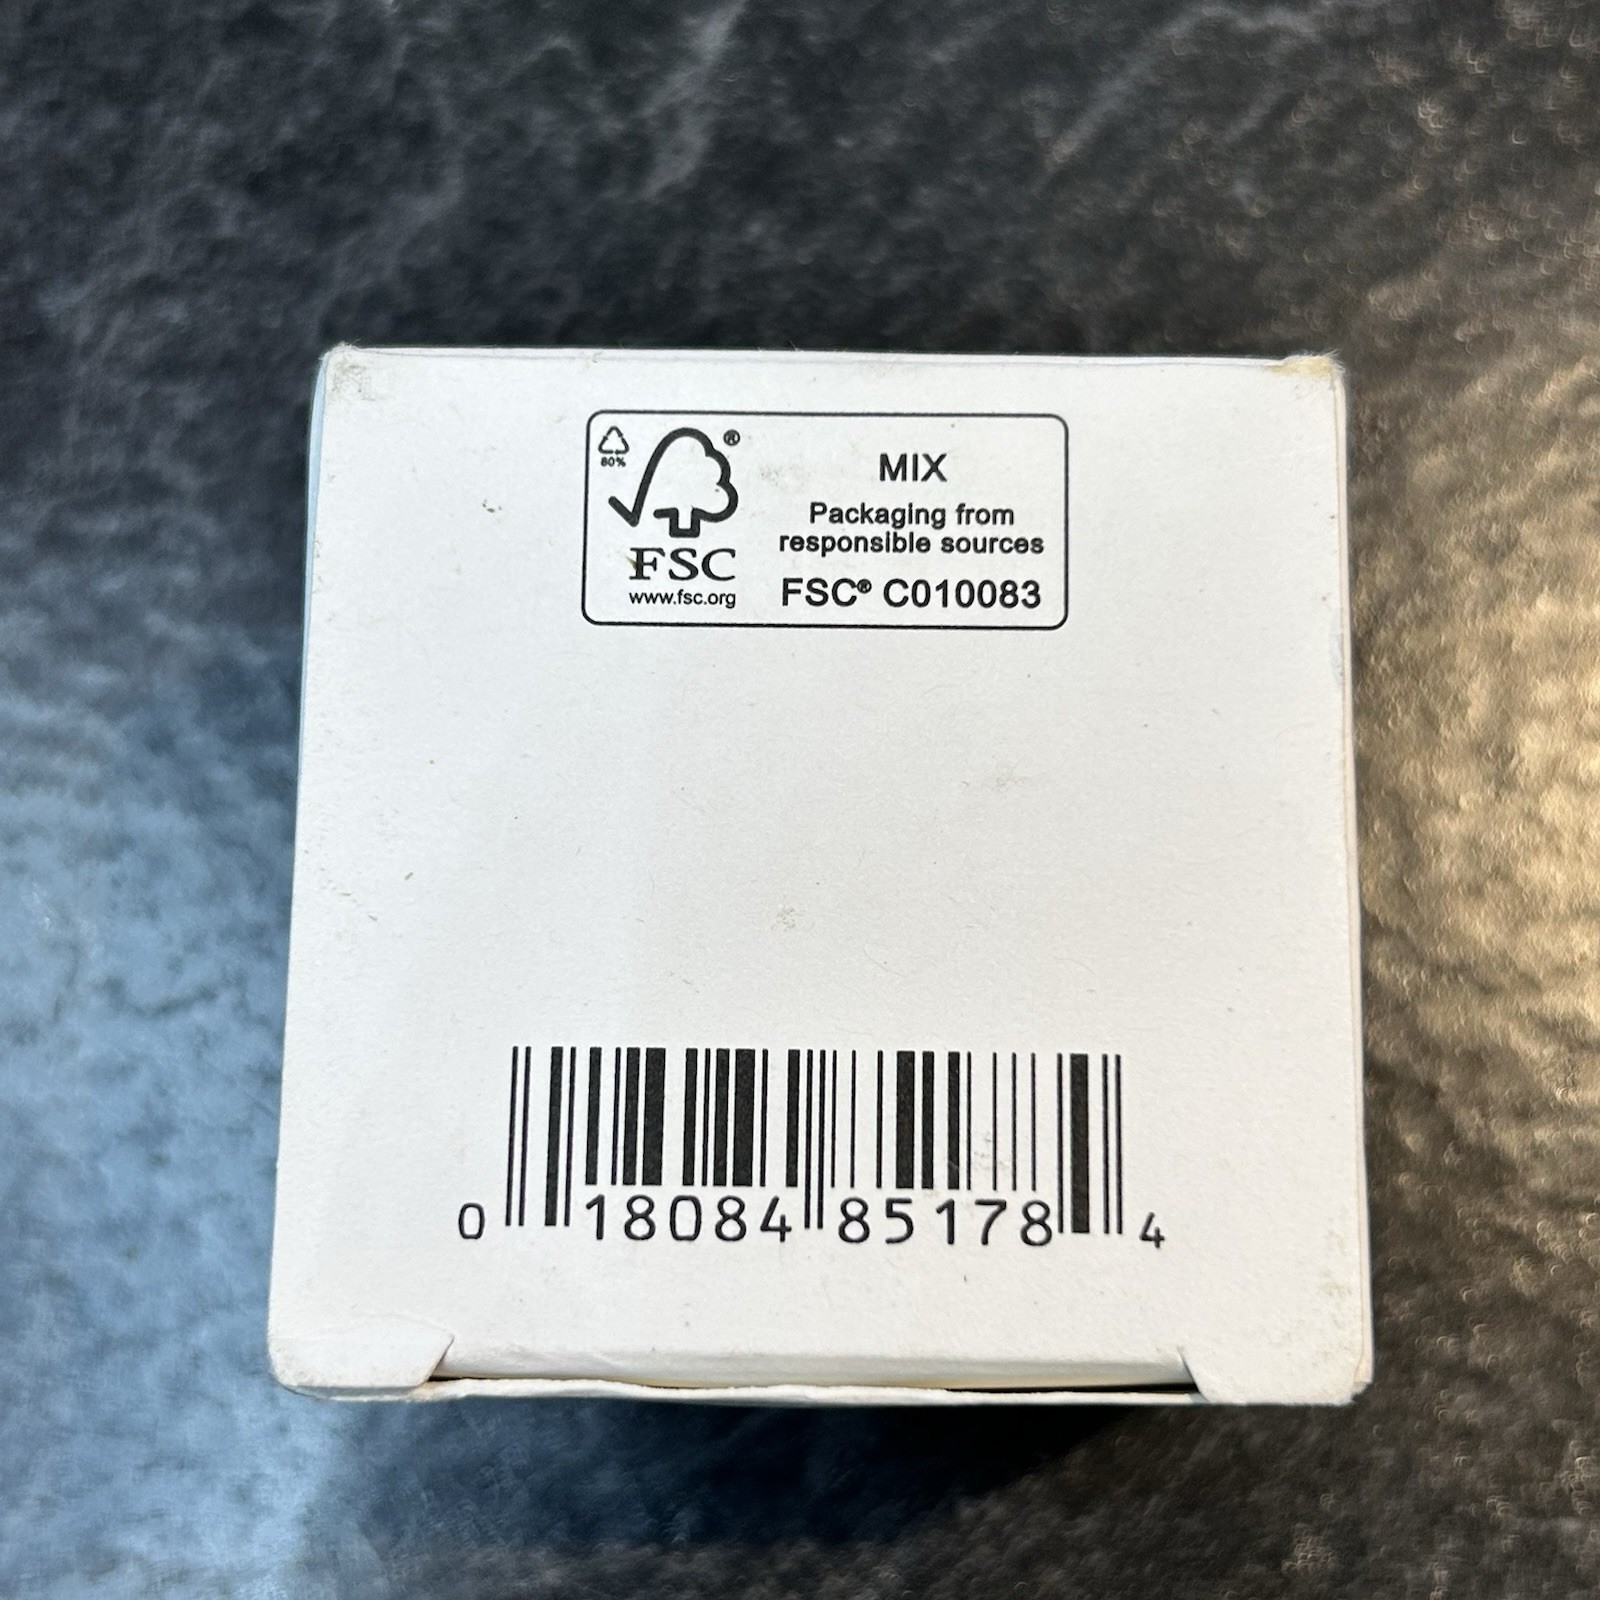 80%
®
FSC
www.fsc.org
MIX
Packaging from
responsible sources
FSC® C010083
0 18084 85178 4